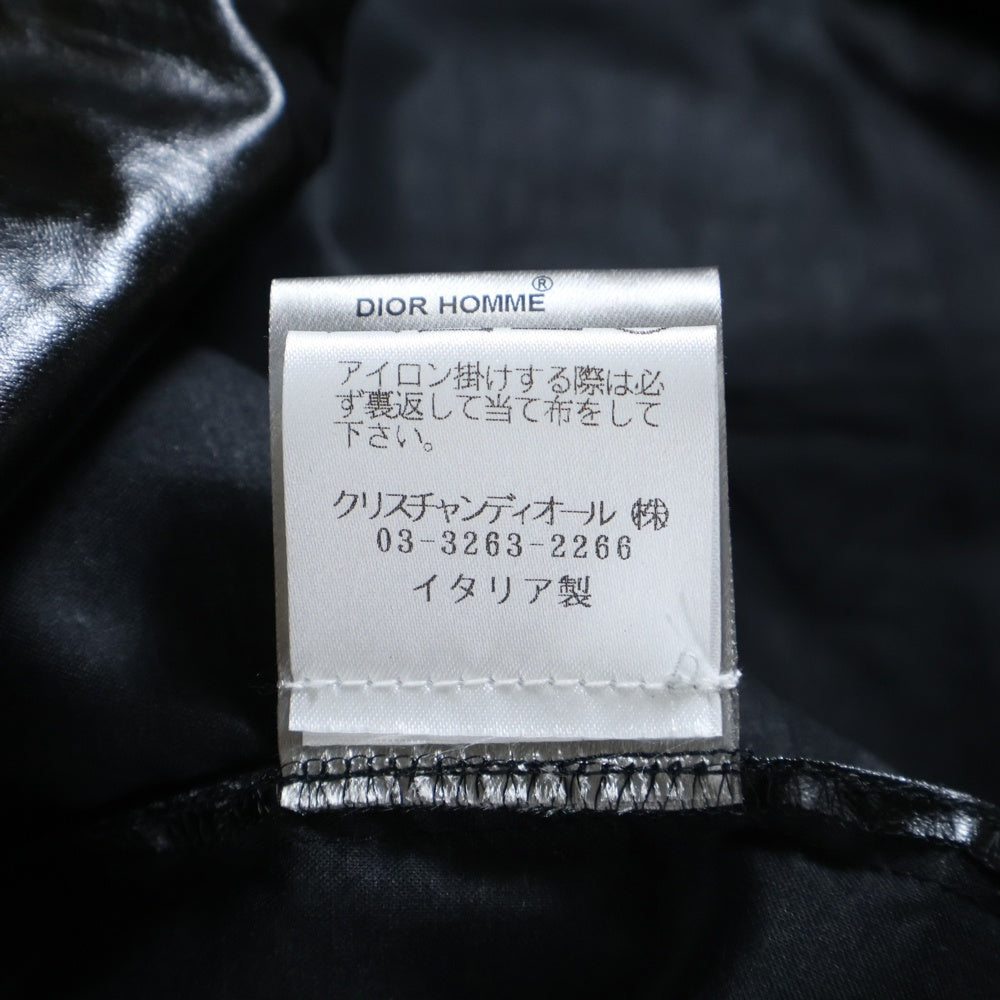 DIOR HOMME®
アイロン掛けする際は必
ず裏返して当て布をして
下さい。
クリスチャンディオール ㈱
03-3263-2266
イタリア製